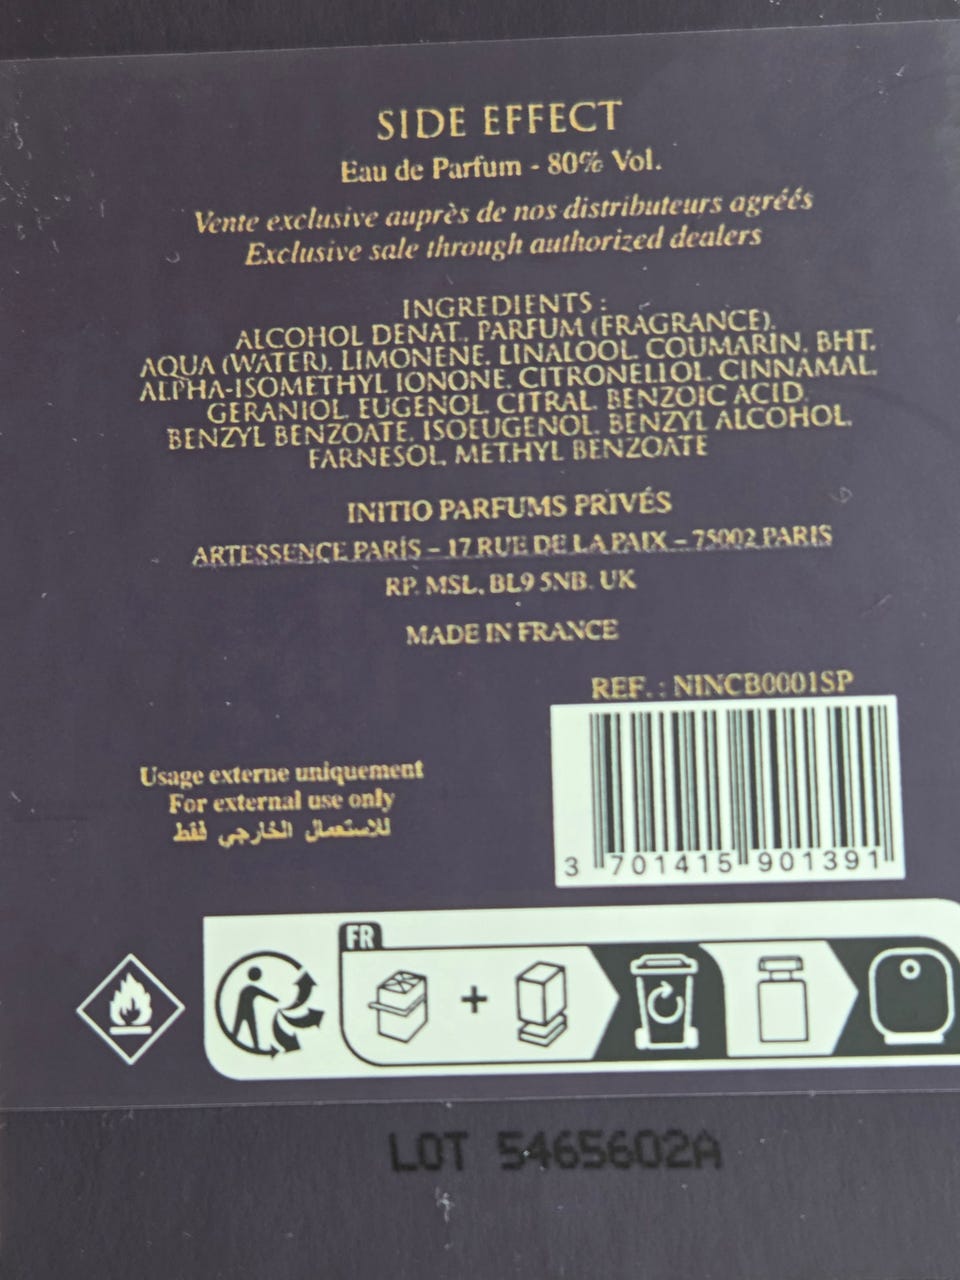 SIDE EFFECT
Eau de Parfum - 80% Vol.
Vente exclusive auprès de nos distributeurs agréés
Exclusive sale through authorized dealers
INGREDIENTS :
ALCOHOL DENAT., PARFUM (FRAGRANCE),
AQUA (WATER), LIMONENE, LINALOOL, COUMARIN, BHT,
ALPHA-ISOMETHYL IONONE, CITRONELLOL, CINNAMAL,
GERANIOL, EUGENOL, CITRAL, BENZOIC ACID,
BENZYL BENZOATE, ISOEUGENOL, BENZYL ALCOHOL,
FARNESOL, METHYL BENZOATE
INITIO PARFUMS PRIVÉS
ARTESSENCE PARIS – 17 RUE DE LA PAIX – 75002 PARIS
RP. MSL, BL9 5NB. UK
MADE IN FRANCE
REF. : NINCB0001SP
3 701415 901391
Usage externe uniquement
For external use only
للاستعمال الخارجي فقط
FR
LOT 5465602A